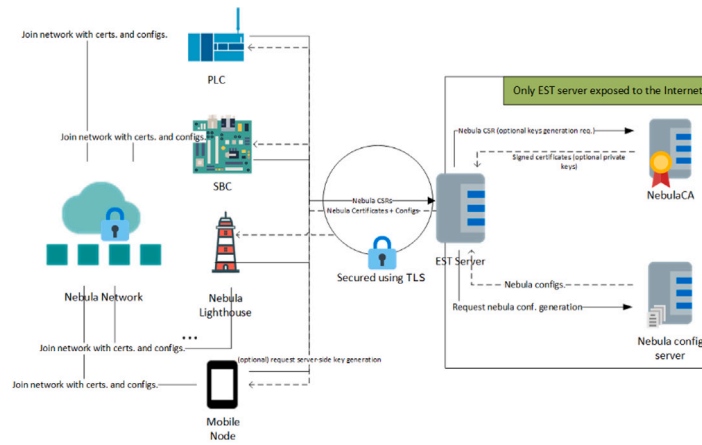 Join network with certs. and configs.
PLC
Only EST server exposed to the Internet
Join network with certs. and configs.
Nebula CSR (optional keys generation req.)
Signed certificates (optional private
keys)
NebulaCA
SBC
Nebula CSRs
Nebula Certificates + Configs
EST Server
Secured using TLS
Nebula Network
Nebula
Lighthouse
Nebula configs.
Request nebula conf. generation
Nebula config
server
...
Join network with certs. and configs.
(optional) request server-side key generation
Join network with certs. and configs.
Mobile
Node